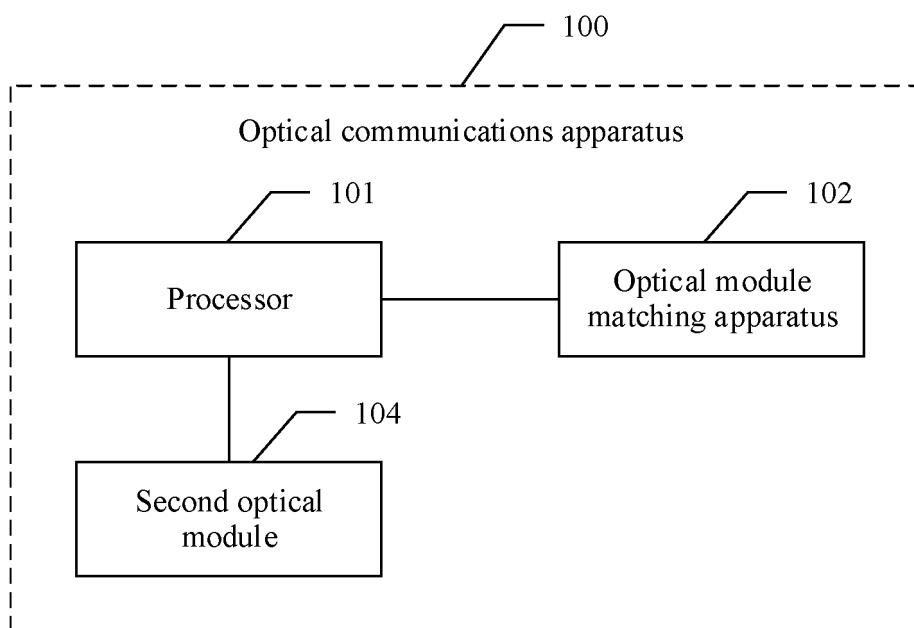 100
Optical communications apparatus
101
102
Processor
Optical module
matching apparatus
104
Second optical
module